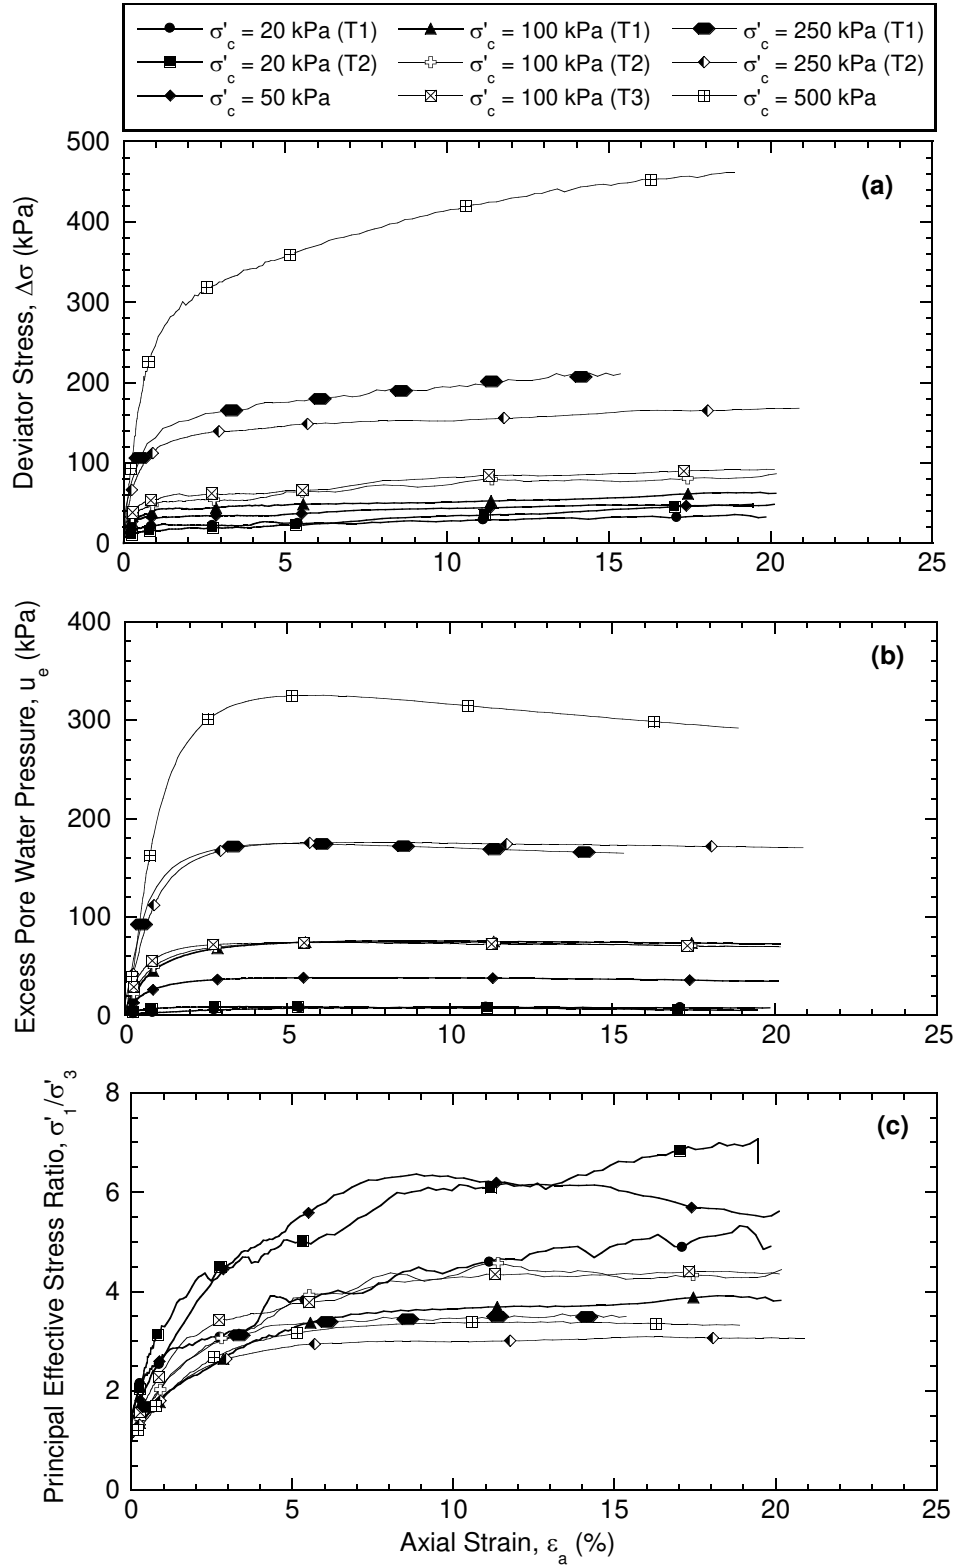 σ'c = 20 kPa (T1) σ'c = 100 kPa (T1) σ'c = 250 kPa (T1)
σ'c = 20 kPa (T2) σ'c = 100 kPa (T2) σ'c = 250 kPa (T2)
σ'c = 50 kPa σ'c = 100 kPa (T3) σ'c = 500 kPa
Deviator Stress, Δσ (kPa)
500
400
300
200
100
0
(a)
0 5 10 15 20 25
Excess Pore Water Pressure, ue (kPa)
400
300
200
100
0
(b)
0 5 10 15 20 25
Principal Effective Stress Ratio, σ'1/σ'3
8
6
4
2
0
(c)
0 5 10 15 20 25
Axial Strain, εa (%)